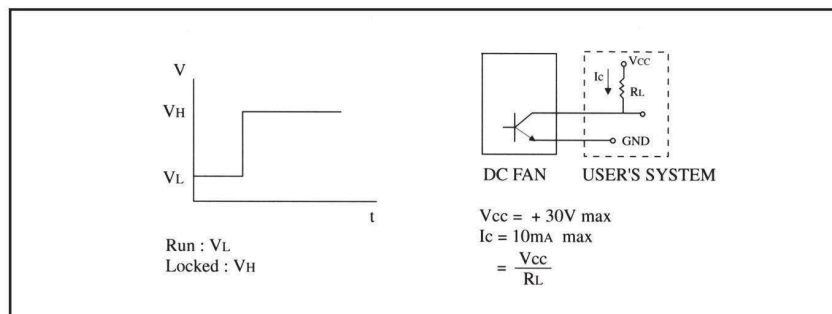 V
VH
VL
t
Run : VL
Locked : VH
VCC
IC
RL
GND
DC FAN
USER'S SYSTEM
Vcc = + 30V max
Ic = 10mA max
= Vcc
RL